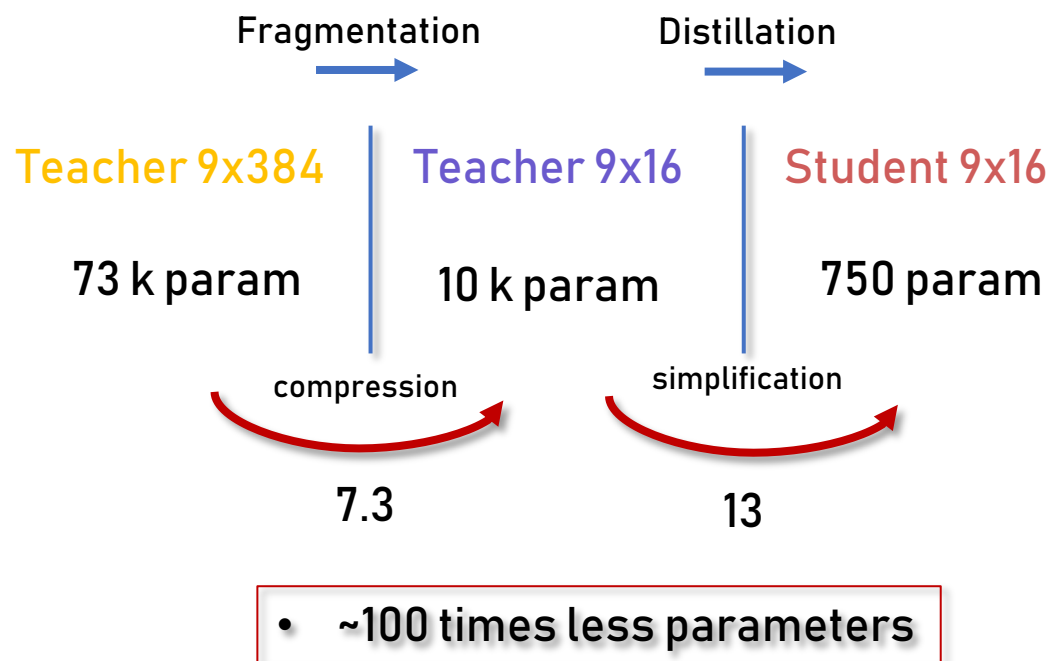 Fragmentation
Distillation
Teacher 9x384
Teacher 9x16
Student 9x16
73 k param
10 k param
750 param
compression
simplification
7.3
13
• ~100 times less parameters